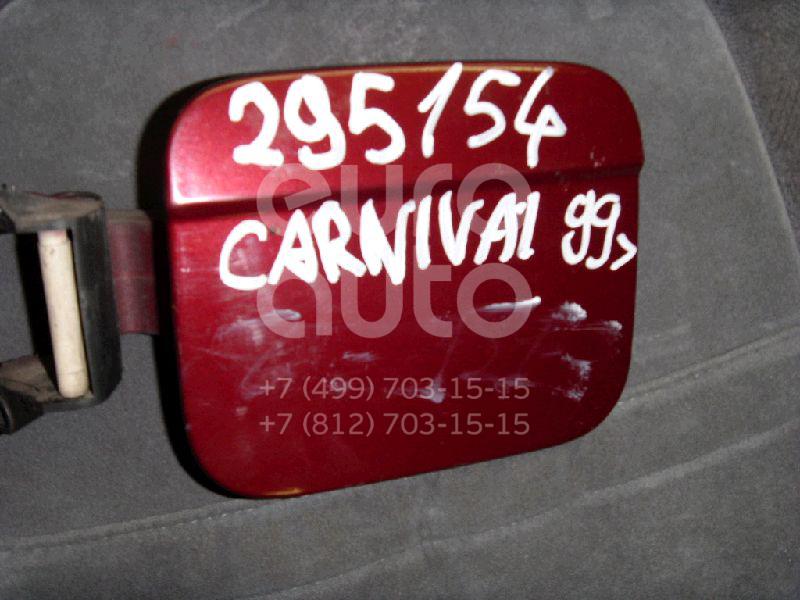 295154
euro
CARNIVAL 99>
auto
+7 (499) 703-15-15
+7 (812) 703-15-15